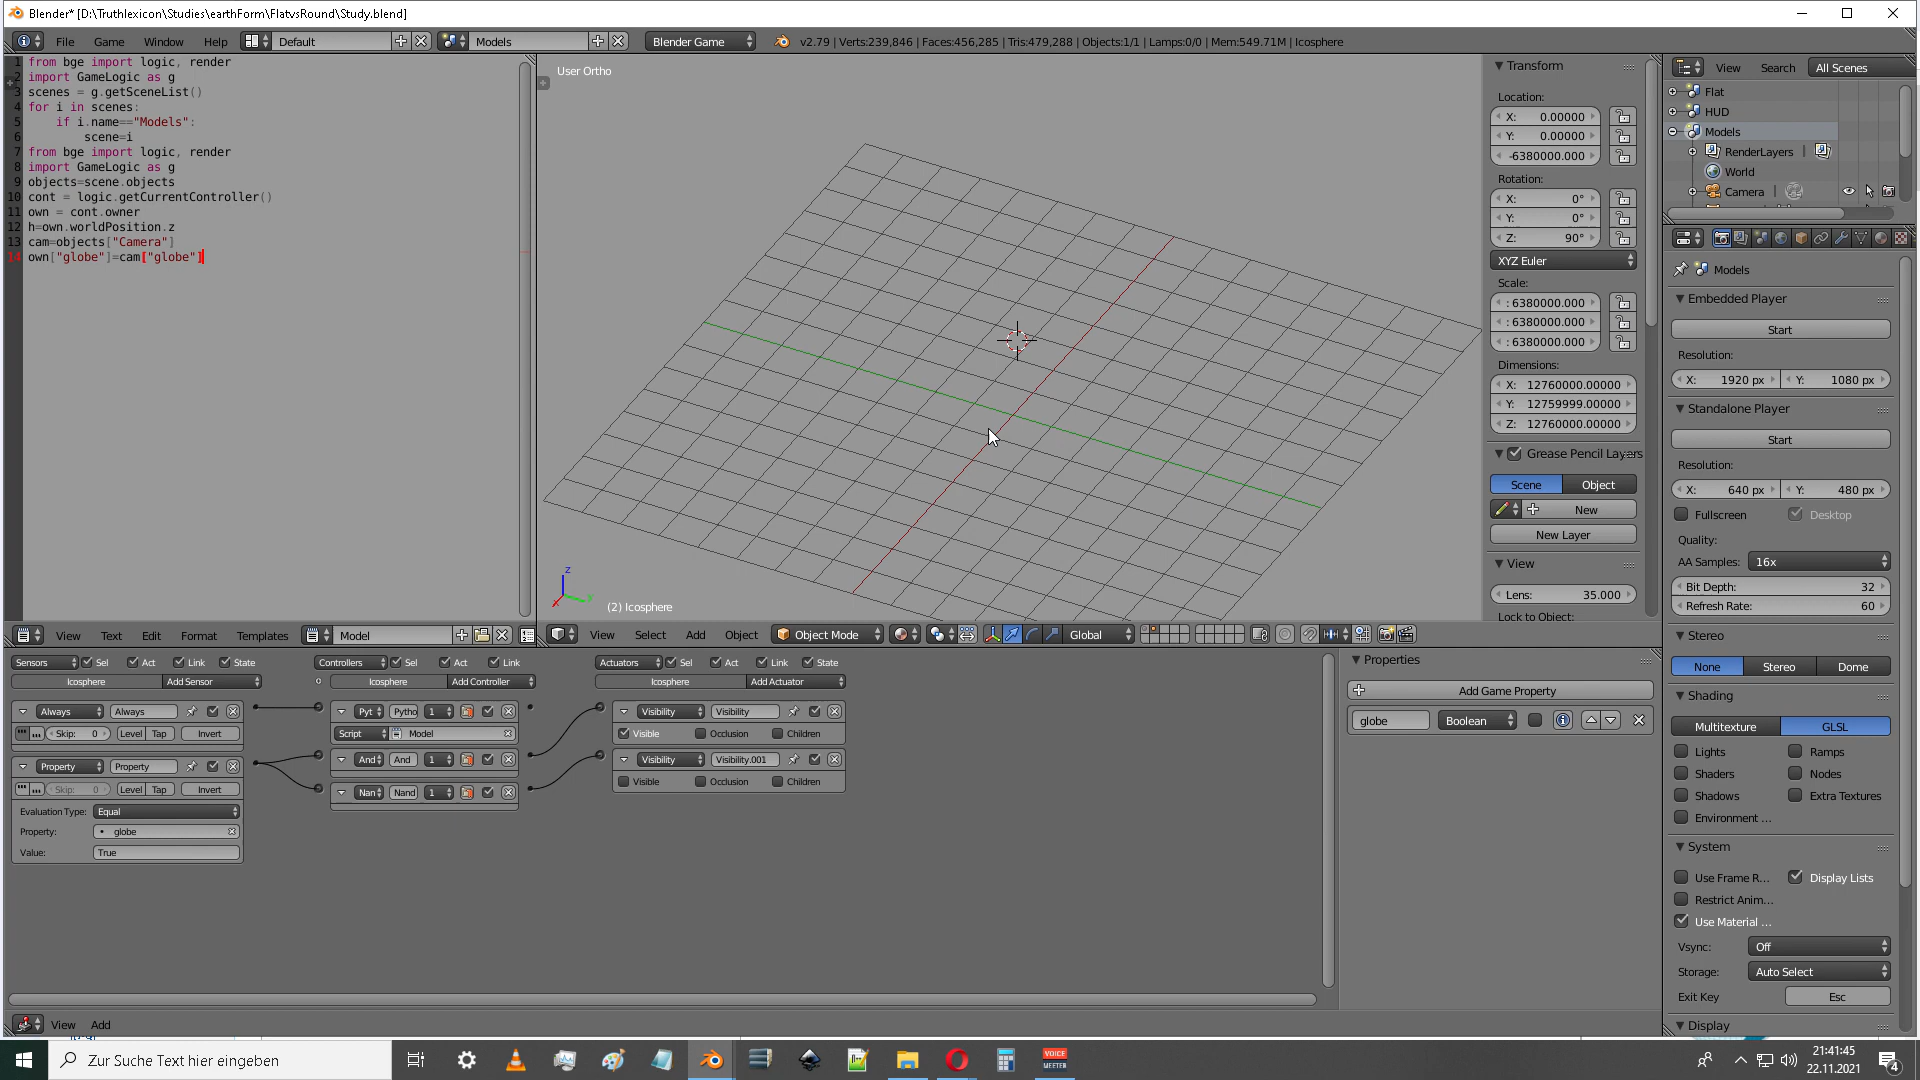 Blender* [D:\Truthlexicon\Studies\earthForm\FlatvsRound\Study.blend]
File Game Window Help Default Models Blender Game v2.79 | Verts:239,846 | Faces:456,285 | Tris:479,288 | Objects:1/1 | Lamps:0/0 | Mem:549.71M | Icosphere
1 from bge import logic, render
2 import GameLogic as g
3 scenes = g.getSceneList()
4 for i in scenes:
5 if i.name=="Models":
6 scene=i
7 from bge import logic, render
8 import GameLogic as g
9 objects=scene.objects
10 cont = logic.getCurrentController()
11 own = cont.owner
12 h=own.worldPosition.z
13 cam=objects["Camera"]
14 own["globe"]=cam["globe"]
View Text Edit Format Templates Model
User Ortho
z
x y
(2) Icosphere
View Select Add Object Object Mode Global
Transform
Location:
X: 0.00000
Y: 0.00000
-6380000.000
Rotation:
X: 0°
Y: 0°
Z: 90°
XYZ Euler
Scale:
: 6380000.000
: 6380000.000
: 6380000.000
Dimensions:
X: 12760000.00000
Y: 12759999.00000
Z: 12760000.00000
Grease Pencil Layers
Scene Object
New
New Layer
View
Lens: 35.000
Lock to Object:
View Search All Scenes
Flat
HUD
Models
RenderLayers
World
Camera
Models
Embedded Player
Start
Resolution:
X: 1920 px Y: 1080 px
Standalone Player
Start
Resolution:
X: 640 px Y: 480 px
Fullscreen Desktop
Quality:
AA Samples: 16x
Bit Depth: 32
Refresh Rate: 60
Stereo
None Stereo Dome
Shading
Multitexture GLSL
Lights Ramps
Shaders Nodes
Shadows Extra Textures
Environment ...
System
Use Frame R... Display Lists
Restrict Anim...
Use Material ...
Vsync: Off
Storage: Auto Select
Exit Key Esc
Display
Sensors Sel Act Link State
Icosphere Add Sensor
Always Always
Skip: 0 Level Tap Invert
Property Property
Skip: 0 Level Tap Invert
Evaluation Type: Equal
Property: globe
Value: True
Controllers Sel Act Link
Icosphere Add Controller
Pyt Pytho 1
Script Model
And And 1
Nan Nand 1
Actuators Sel Act Link State
Icosphere Add Actuator
Visibility Visibility
Visible Occlusion Children
Visibility Visibility.001
Visible Occlusion Children
Properties
Add Game Property
globe Boolean
View Add
Zur Suche Text hier eingeben
VOICE
MEETER
21:41:45
22.11.2021
4